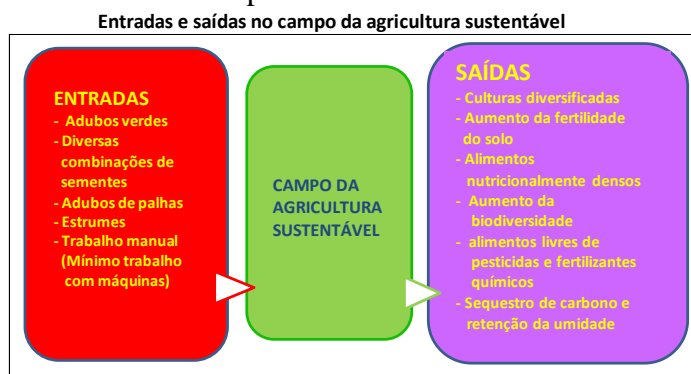 Entradas e saídas no campo da agricultura sustentável
ENTRADAS
- Adubos verdes
- Diversas
combinações de
sementes
- Adubos de palhas
- Estrumes
- Trabalho manual
(Mínimo trabalho
com máquinas)
CAMPO DA
AGRICULTURA
SUSTENTÁVEL
SAÍDAS
- Culturas diversificadas
- Aumento da fertilidade
do solo
- Alimentos
nutricionalmente densos
- Aumento da
biodiversidade
- alimentos livres de
pesticidas e fertilizantes
químicos
- Sequestro de carbono e
retenção da umidade